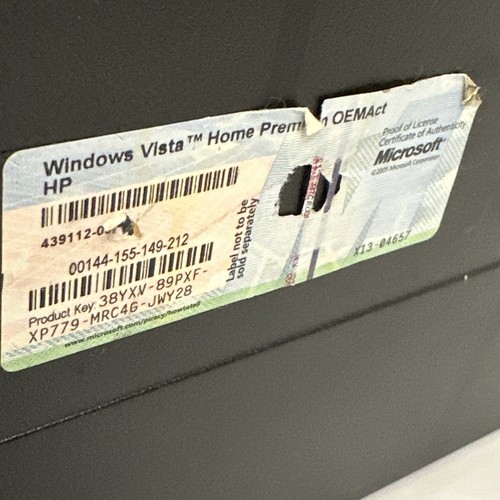 Windows Vista™ Home Premium OEMAct
HP
439112-0
00144-155-149-212
Product Key: 38YXV-89PXF-
XP779-MRC4G-JWY28
www.microsoft.com/piracy/howtotell
Label not to be
sold separately
Proof of License
Certificate of Authenticity
Microsoft®
©2005 Microsoft Corporation
X13-04657